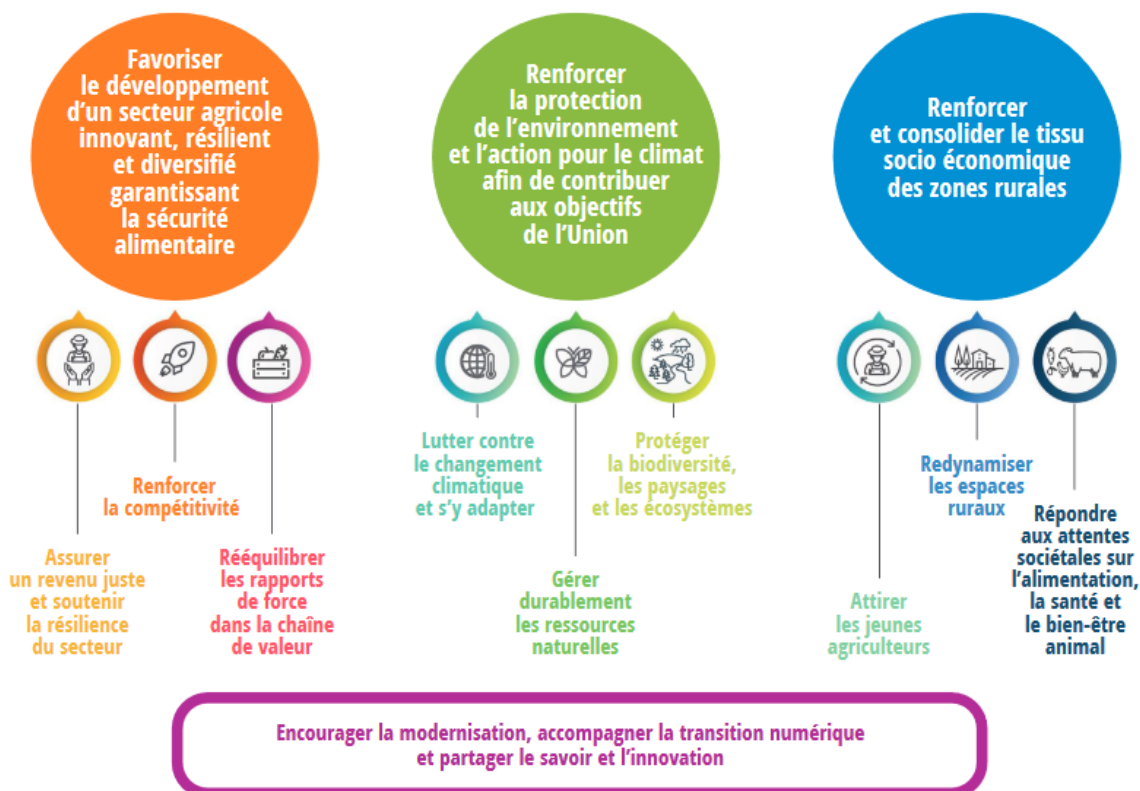 Favoriser
le développement
d'un secteur agricole
innovant, résilient
et diversifié
garantissant
la sécurité
alimentaire
Renforcer
la protection
de l'environnement
et l'action pour le climat
afin de contribuer
aux objectifs
de l'Union
Renforcer
et consolider le tissu
socio économique
des zones rurales
Assurer
un revenu juste
et soutenir
la résilience
du secteur
Renforcer
la compétitivité
Rééquilibrer
les rapports
de force
dans la chaîne
de valeur
Lutter contre
le changement
climatique
et s'y adapter
Gérer
durablement
les ressources
naturelles
Protéger
la biodiversité,
les paysages
et les écosystèmes
Attirer
les jeunes
agriculteurs
Redynamiser
les espaces
ruraux
Répondre
aux attentes
sociétales sur
l'alimentation,
la santé et
le bien-être
animal
Encourager la modernisation, accompagner la transition numérique
et partager le savoir et l'innovation